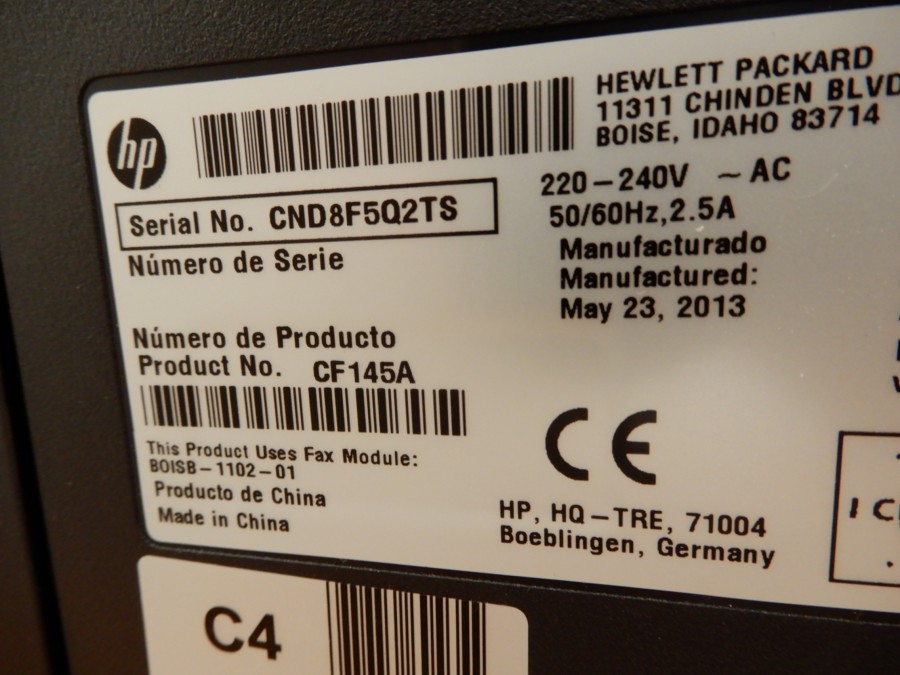 hp
HEWLETT PACKARD
11311 CHINDEN BLVD
BOISE, IDAHO 83714
Serial No. CND8F5Q2TS
Número de Serie
220-240V ~ AC
50/60Hz,2.5A
Manufacturado
Manufactured:
May 23, 2013
Número de Producto
Product No. CF145A
This Product Uses Fax Module:
BOISB-1102-01
Producto de China
Made in China
CE
HP, HQ-TRE, 71004
Boeblingen, Germany
C4